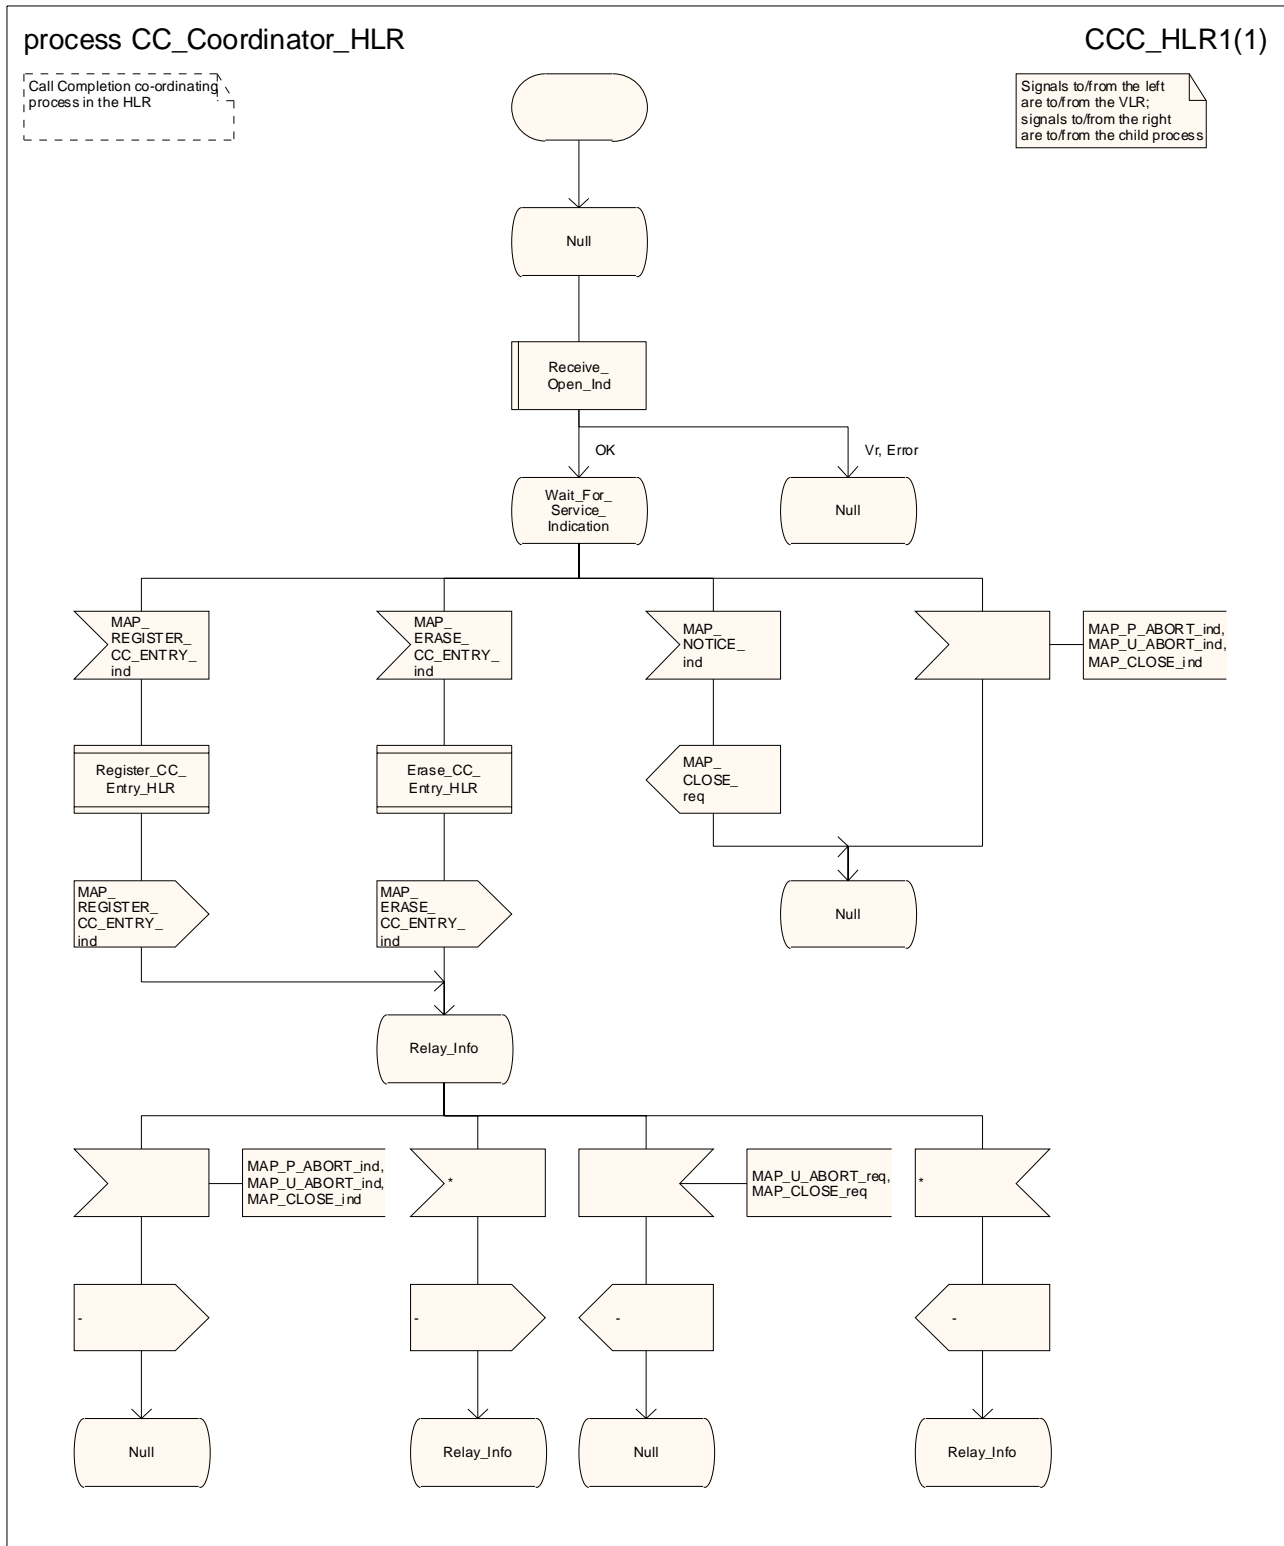 process CC_Coordinator_HLR
CCC_HLR1(1)
Call Completion co-ordinating
process in the HLR
Signals to/from the left
are to/from the VLR;
signals to/from the right
are to/from the child process
Null
Receive_
Open_Ind
OK
Vr, Error
Wait_For_
Service_
Indication
Null
MAP_
REGISTER_
CC_ENTRY_
ind
MAP_
ERASE_
CC_ENTRY_
ind
MAP_
NOTICE_
ind
MAP_P_ABORT_ind,
MAP_U_ABORT_ind,
MAP_CLOSE_ind
Register_CC_
Entry_HLR
Erase_CC_
Entry_HLR
MAP_
CLOSE_
req
MAP_
REGISTER_
CC_ENTRY_
ind
MAP_
ERASE_
CC_ENTRY_
ind
Null
Relay_Info
MAP_P_ABORT_ind,
MAP_U_ABORT_ind,
MAP_CLOSE_ind
*
MAP_U_ABORT_req,
MAP_CLOSE_req
*
-
-
-
-
Null
Relay_Info
Null
Relay_Info